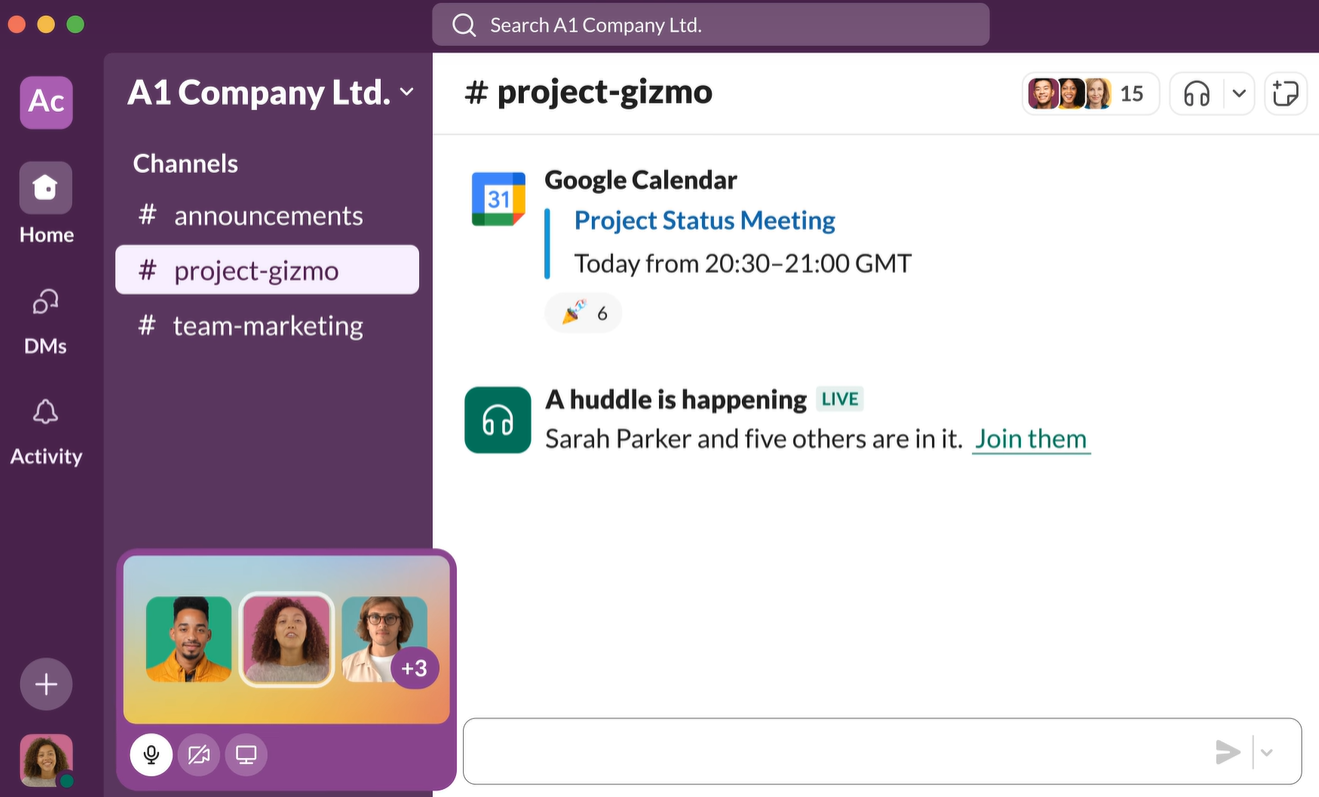 Search A1 Company Ltd.
Ac
Home
DMs
Activity
A1 Company Ltd.
Channels
# announcements
# project-gizmo
# team-marketing
+3
# project-gizmo
15
31
Google Calendar
Project Status Meeting
Today from 20:30–21:00 GMT
6
A huddle is happening LIVE
Sarah Parker and five others are in it. Join them